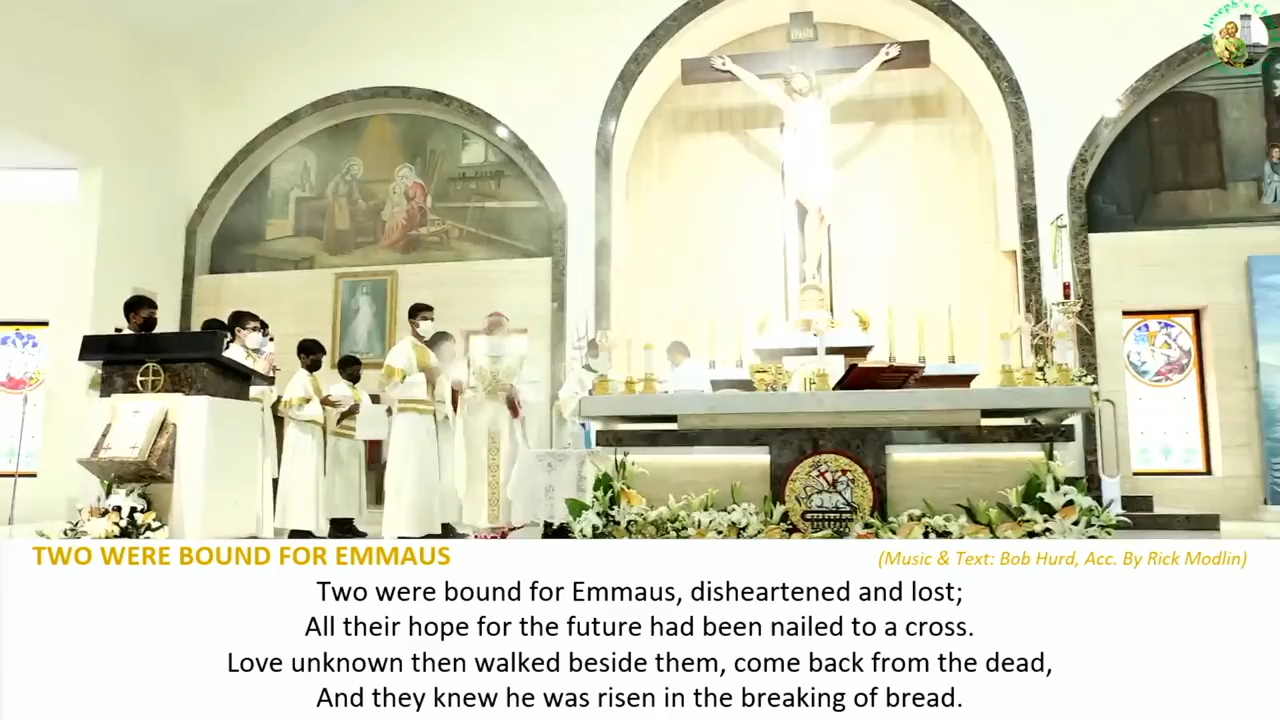 Joseph's
TWO WERE BOUND FOR EMMAUS
(Music & Text: Bob Hurd, Acc. By Rick Modlin)
Two were bound for Emmaus, disheartened and lost;
All their hope for the future had been nailed to a cross.
Love unknown then walked beside them, come back from the dead,
And they knew he was risen in the breaking of bread.